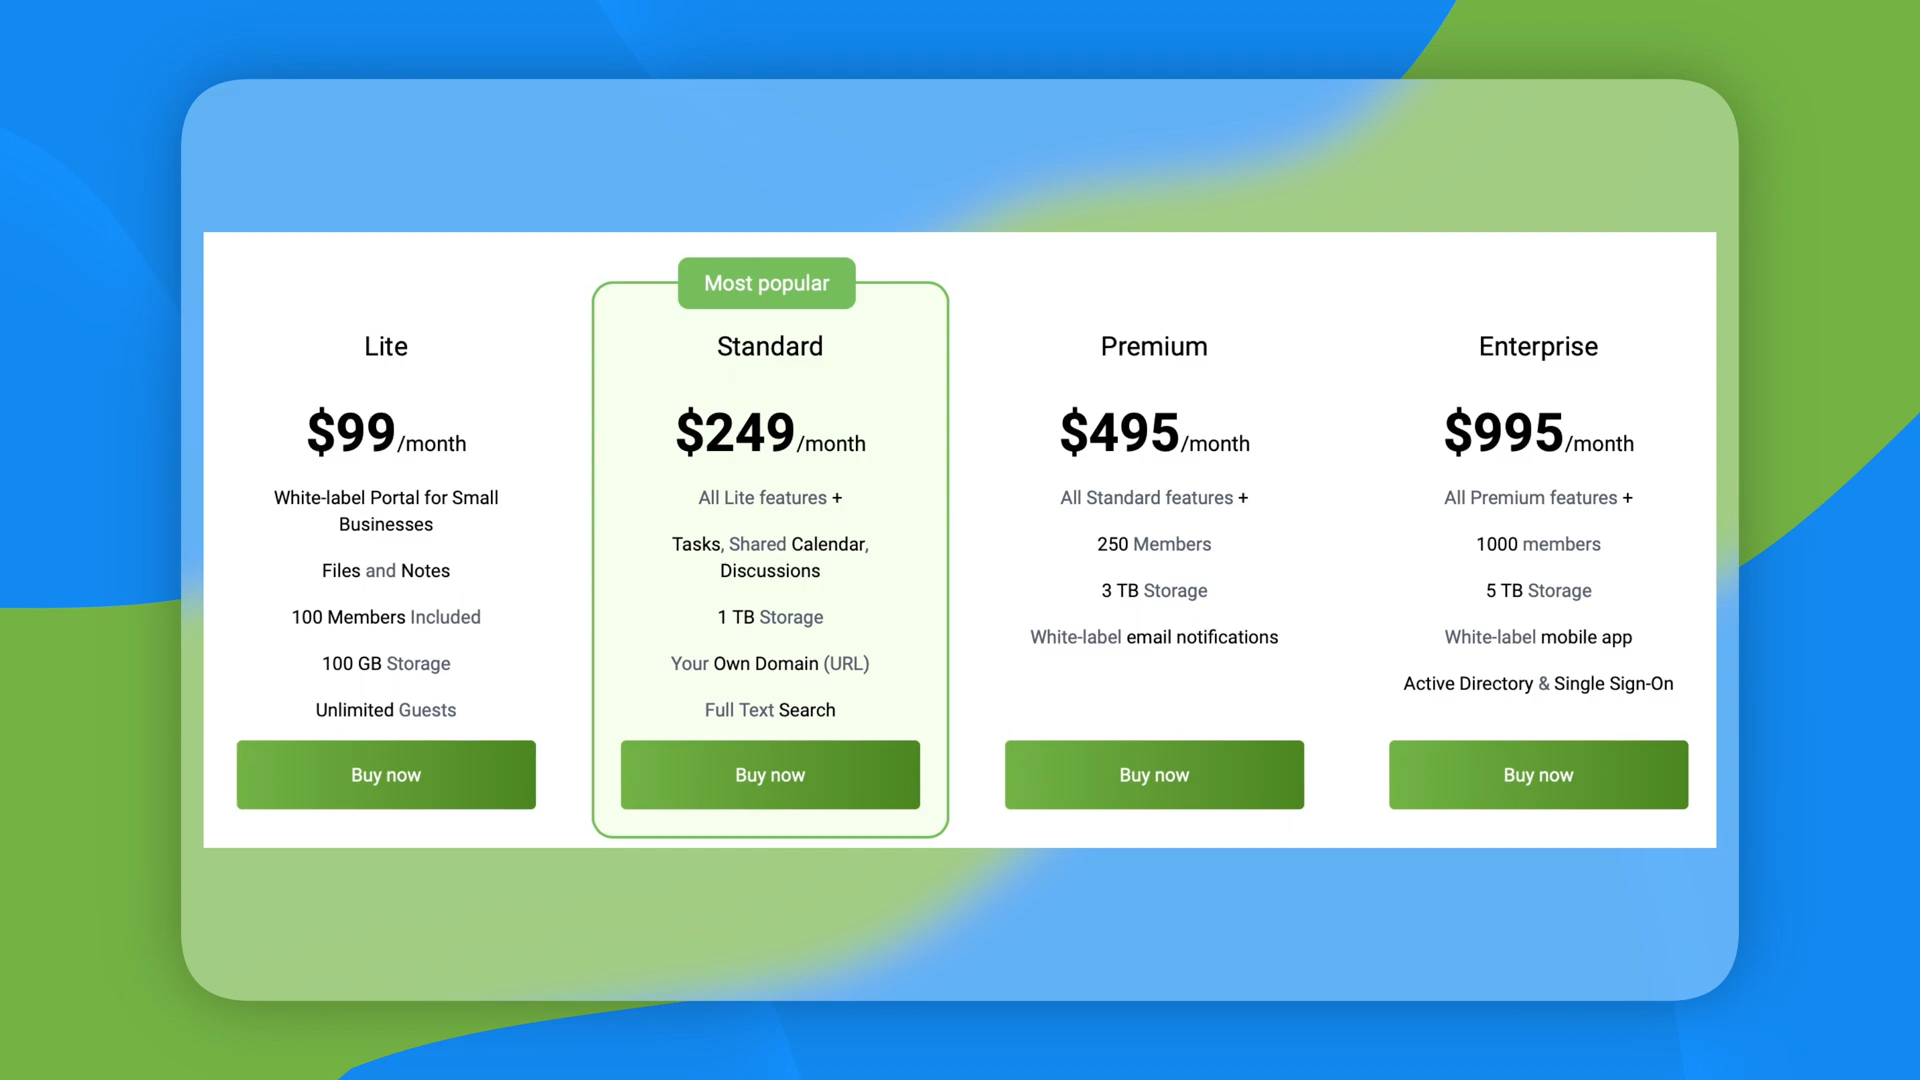 Lite
$99/month
White-label Portal for Small
Businesses
Files and Notes
100 Members Included
100 GB Storage
Unlimited Guests
Buy now
Most popular
Standard
$249/month
All Lite features +
Tasks, Shared Calendar,
Discussions
1 TB Storage
Your Own Domain (URL)
Full Text Search
Buy now
Premium
$495/month
All Standard features +
250 Members
3 TB Storage
White-label email notifications
Buy now
Enterprise
$995/month
All Premium features +
1000 members
5 TB Storage
White-label mobile app
Active Directory & Single Sign-On
Buy now